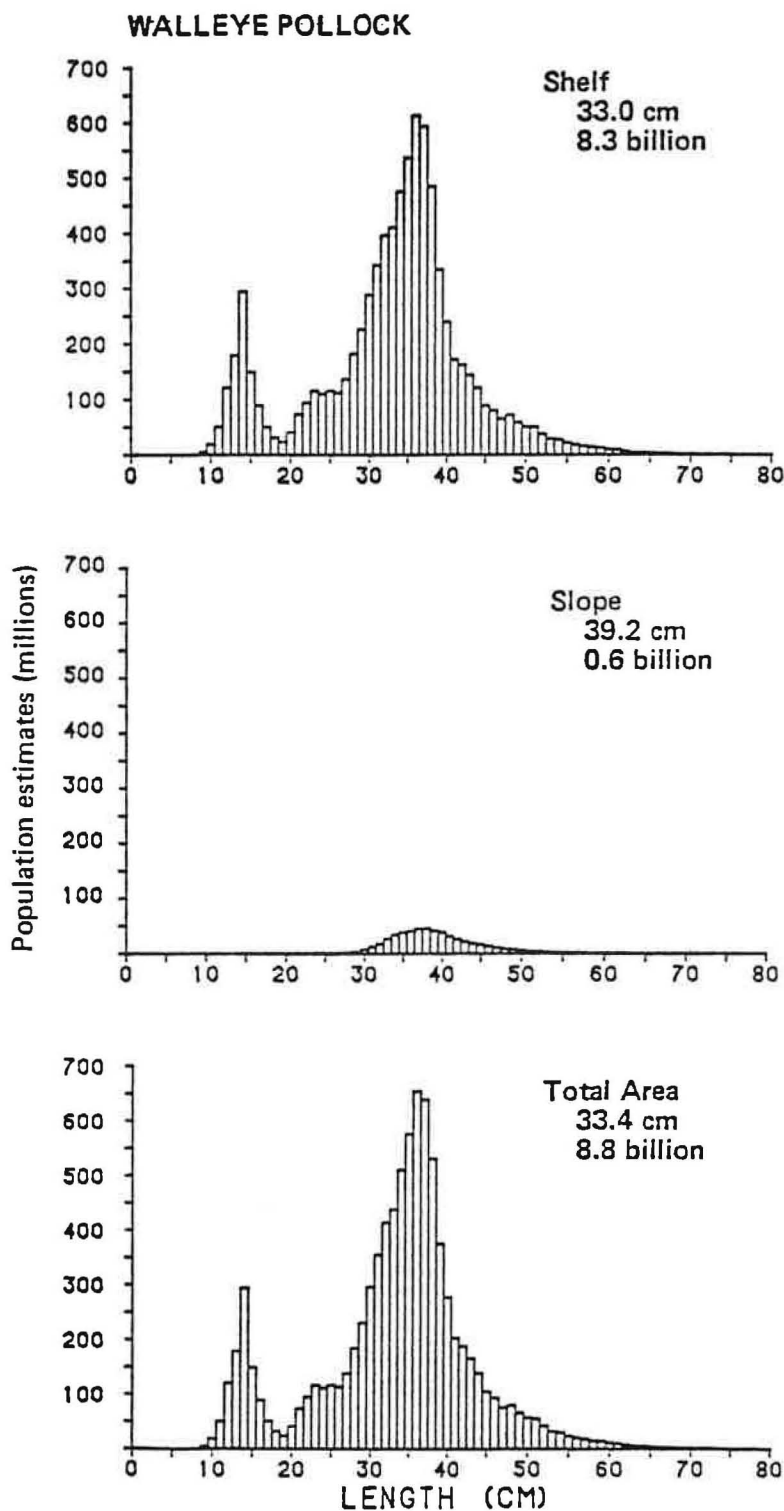 WALLEYE POLLOCK
Shelf
33.0 cm
8.3 billion
700
600
500
400
300
200
100
0 10 20 30 40 50 60 70 80
Slope
39.2 cm
0.6 billion
700
600
500
400
300
200
100
0 10 20 30 40 50 60 70 80
Population estimates (millions)
Total Area
33.4 cm
8.8 billion
700
600
500
400
300
200
100
0 10 20 30 40 50 60 70 80
LENGTH (CM)